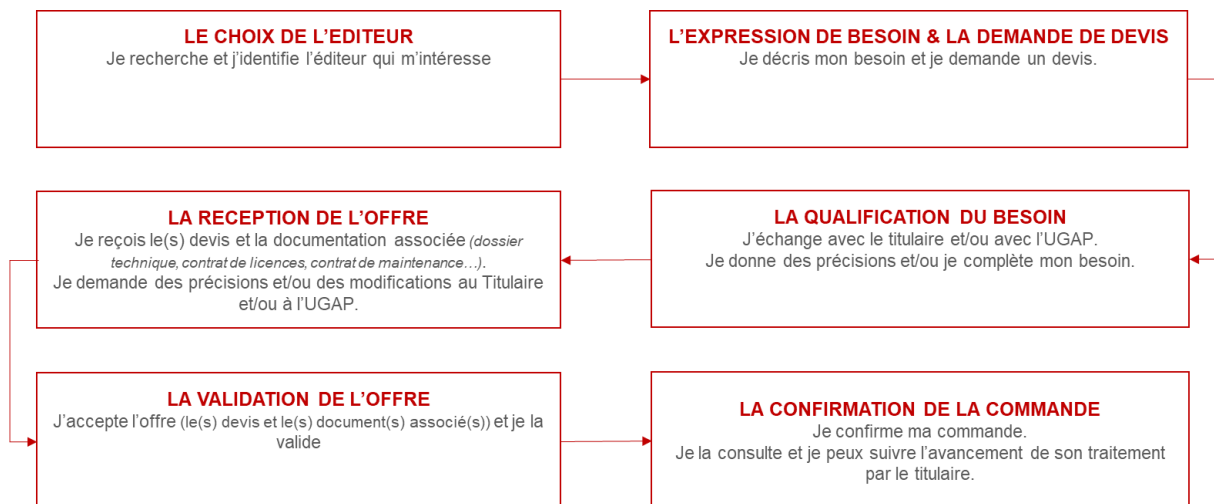 LE CHOIX DE L'EDITEUR
Je recherche et j'identifie l'éditeur qui m'intéresse
L'EXPRESSION DE BESOIN & LA DEMANDE DE DEVIS
Je décris mon besoin et je demande un devis.
LA QUALIFICATION DU BESOIN
J'échange avec le titulaire et/ou avec l'UGAP.
Je donne des précisions et/ou je complète mon besoin.
LA RECEPTION DE L'OFFRE
Je reçois le(s) devis et la documentation associée (dossier
technique, contrat de licences, contrat de maintenance…).
Je demande des précisions et/ou des modifications au Titulaire
et/ou à l'UGAP.
LA VALIDATION DE L'OFFRE
J'accepte l'offre (le(s) devis et le(s) document(s) associé(s)) et je la
valide
LA CONFIRMATION DE LA COMMANDE
Je confirme ma commande.
Je la consulte et je peux suivre l'avancement de son traitement
par le titulaire.